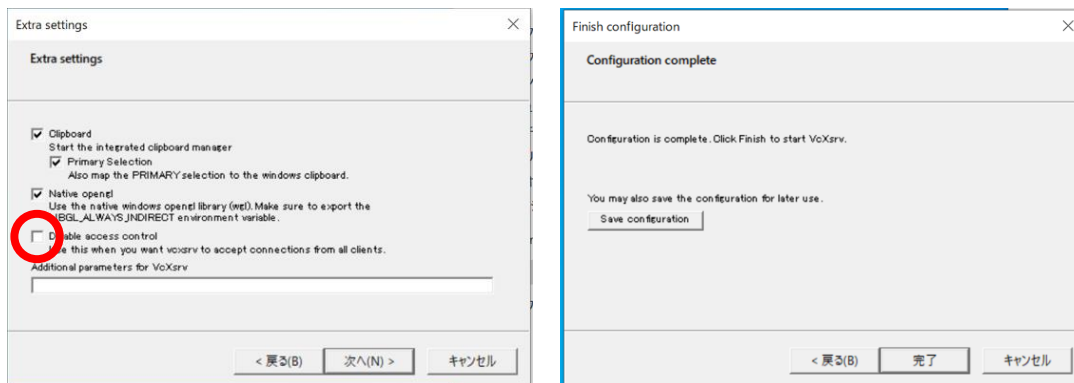 Extra settings
Extra settings
Clipboard
Start the integrated clipboard manager
Primary Selection
Also map the PRIMARY selection to the windows clipboard.
Native opengl
Use the native windows opengl library (wgl). Make sure to export the
LIBGL_ALWAYS_INDIRECT environment variable.
Disable access control
Use this when you want vcxsrv to accept connections from all clients.
Additional parameters for VcXsrv
< 戻る(B)
次へ(N) >
キャンセル
Finish configuration
Configuration complete
Configuration is complete. Click Finish to start VcXsrv.
You may also save the configuration for later use.
Save configuration
< 戻る(B)
完了
キャンセル